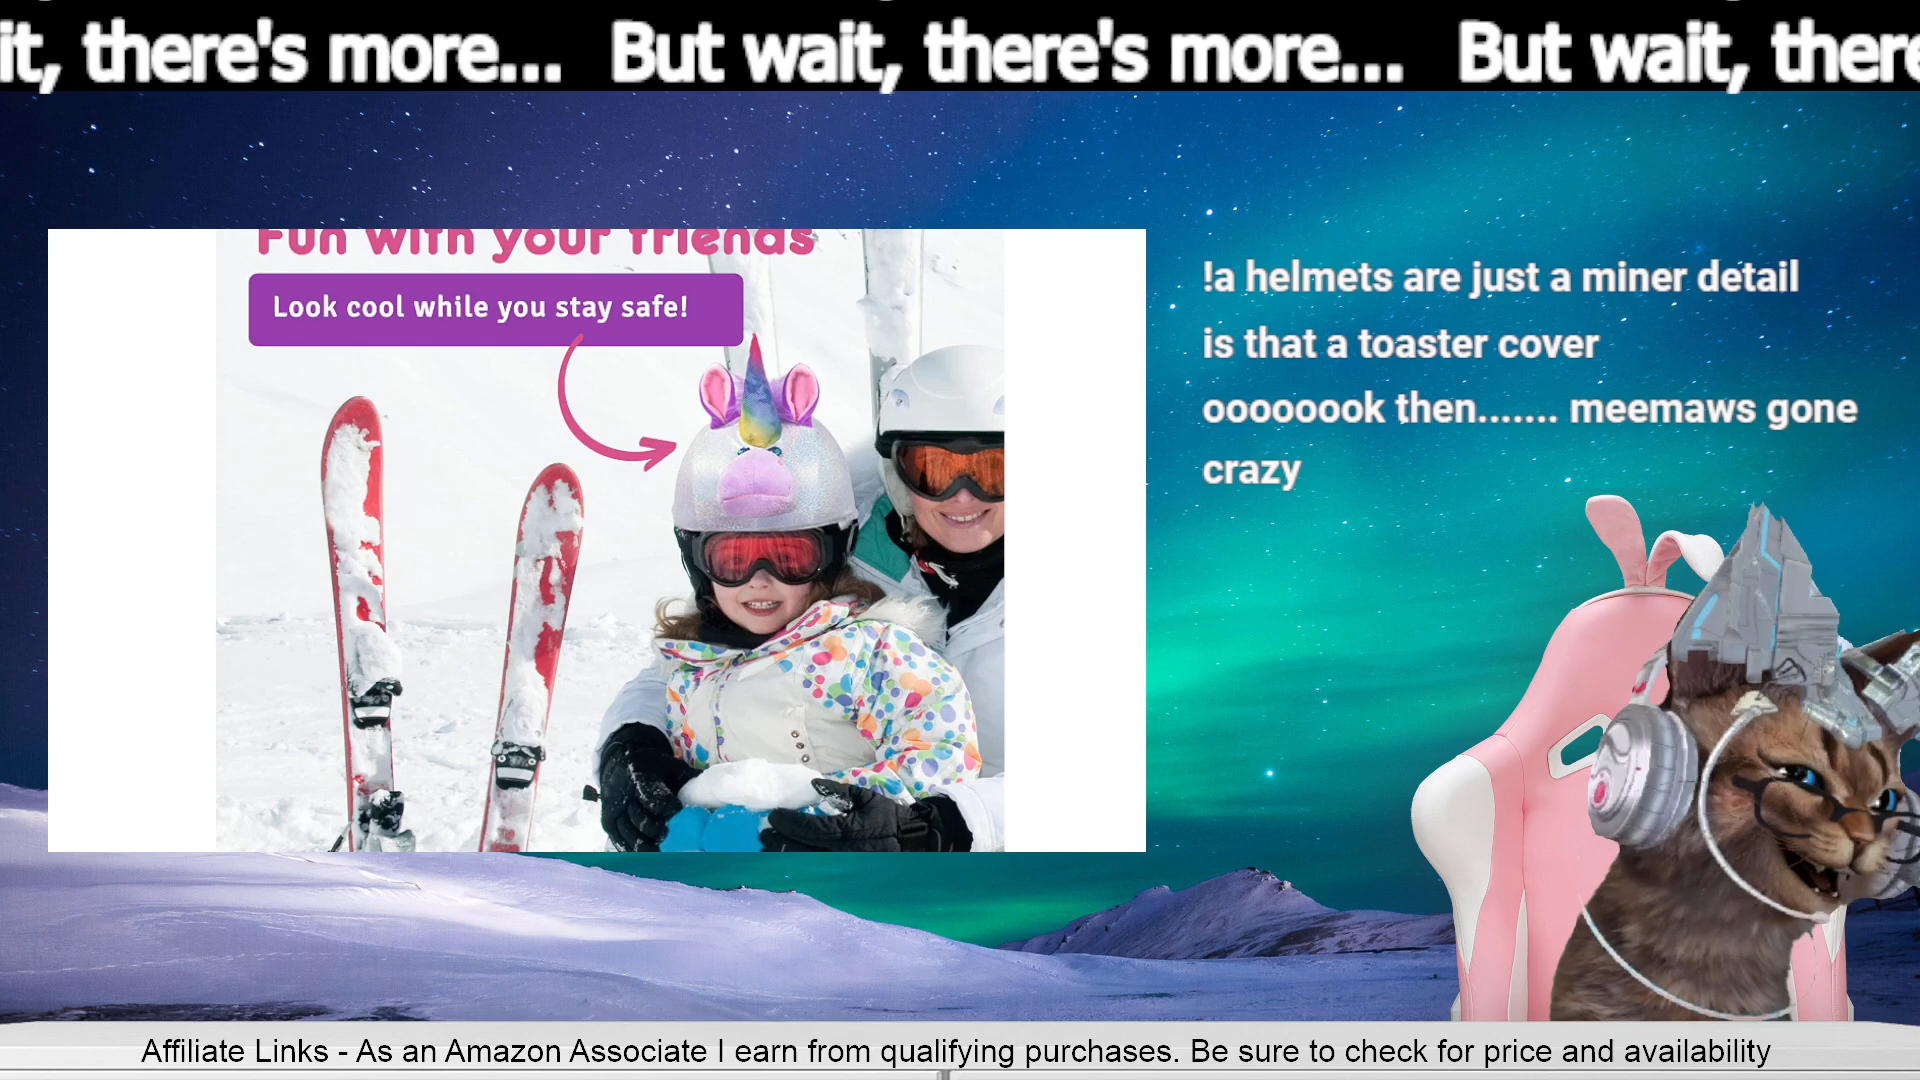 it, there's more... But wait, there's more... But wait, there
Fun with your friends
Look cool while you stay safe!
!a helmets are just a miner detail
is that a toaster cover
oooooook then....... meemaws gone
crazy
Affiliate Links - As an Amazon Associate I earn from qualifying purchases. Be sure to check for price and availability